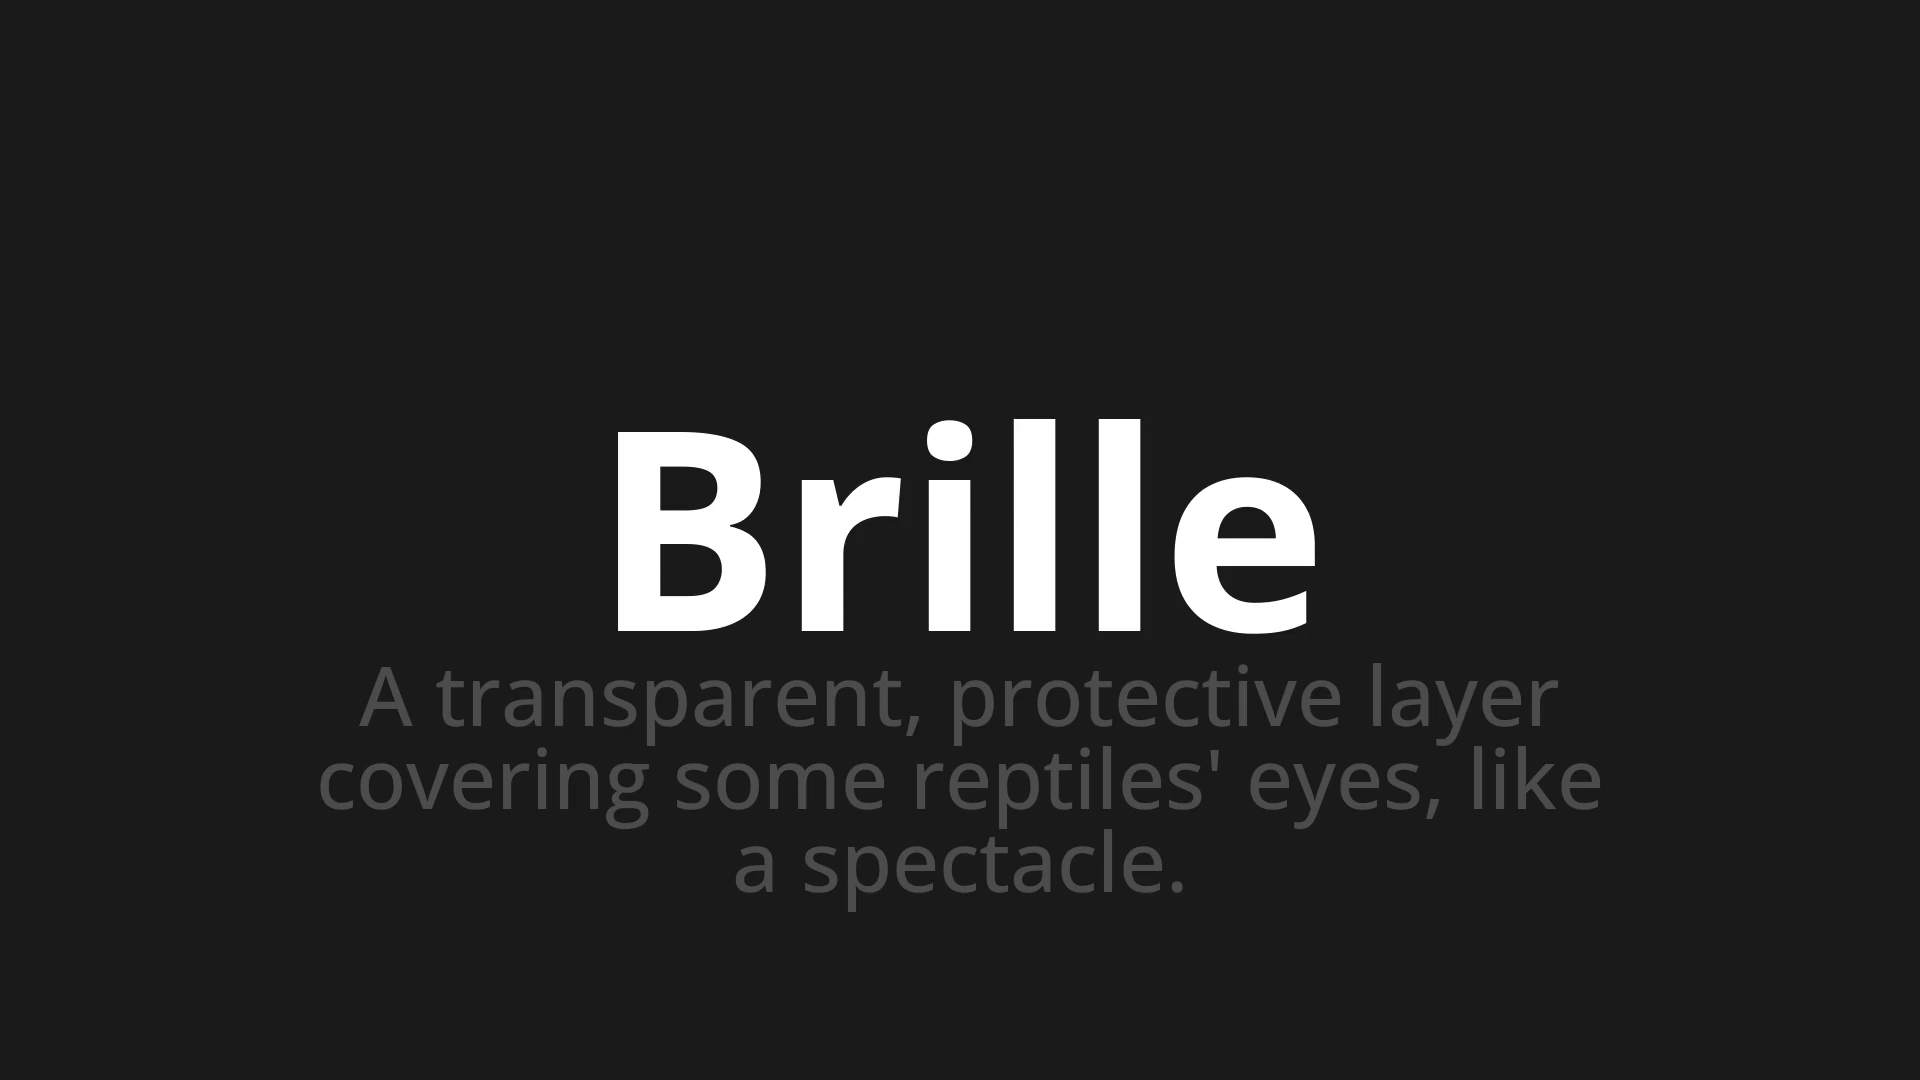 Brille
A transparent, protective layer
covering some reptiles' eyes, like
a spectacle.